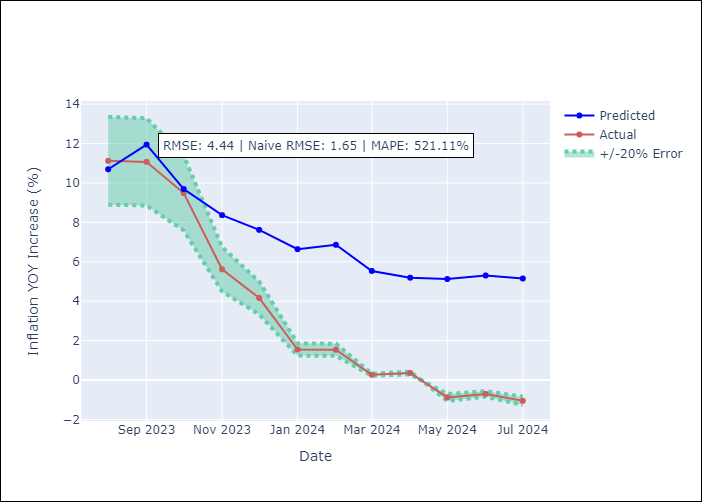 14
12
10
8
6
4
2
0
−2
Inflation YOY Increase (%)
RMSE: 4.44 | Naive RMSE: 1.65 | MAPE: 521.11%
Predicted
Actual
+/-20% Error
Sep 2023 Nov 2023 Jan 2024 Mar 2024 May 2024 Jul 2024
Date